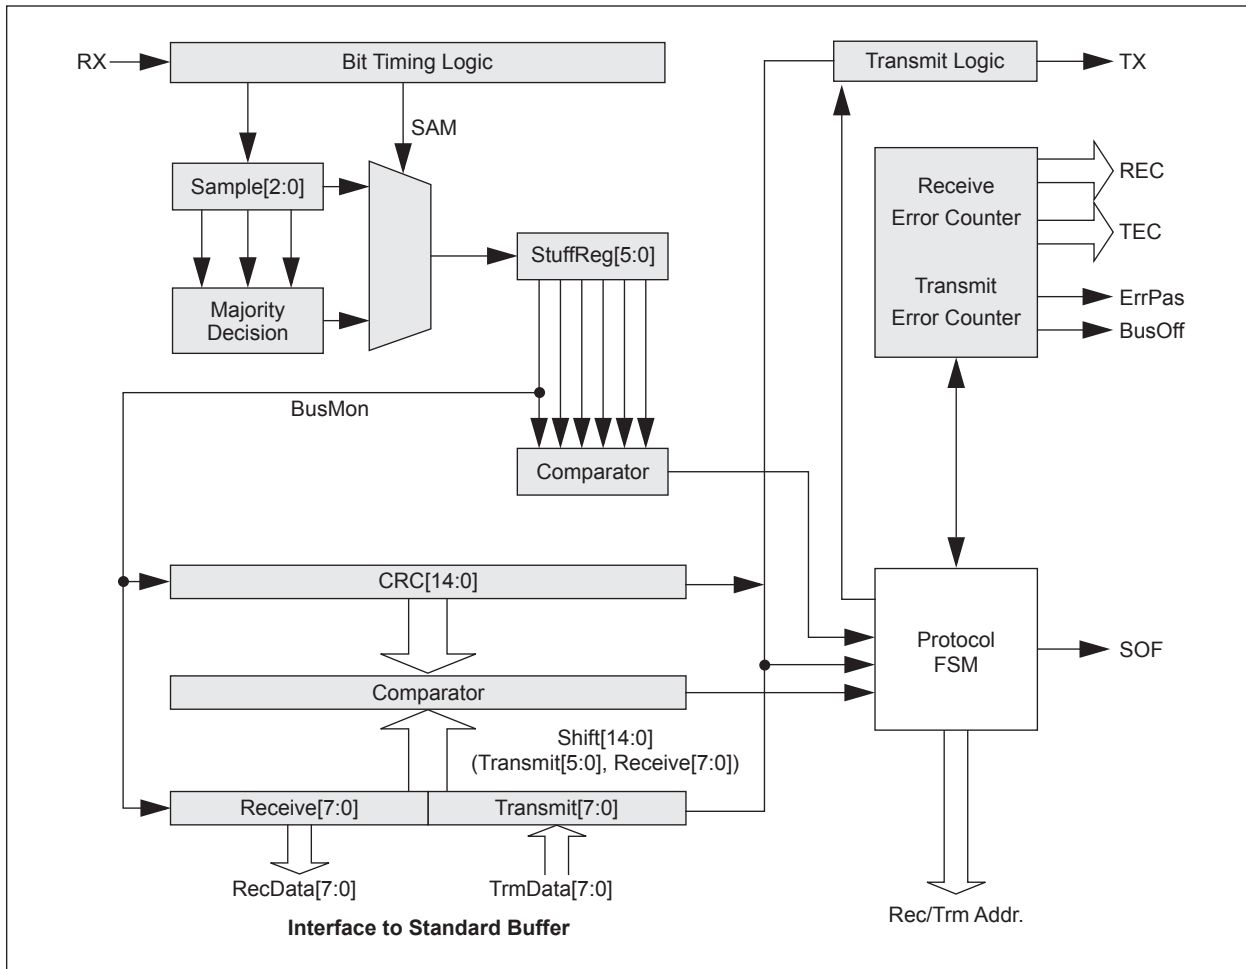 RX
Bit Timing Logic
Transmit Logic
TX
SAM
Sample[2:0]
Receive
Error Counter
REC
TEC
StuffReg[5:0]
Majority
Decision
Transmit
Error Counter
ErrPas
BusOff
BusMon
Comparator
CRC[14:0]
Protocol
FSM
SOF
Comparator
Shift[14:0]
(Transmit[5:0], Receive[7:0])
Receive[7:0]
Transmit[7:0]
RecData[7:0]
TrmData[7:0]
Rec/Trm Addr.
Interface to Standard Buffer